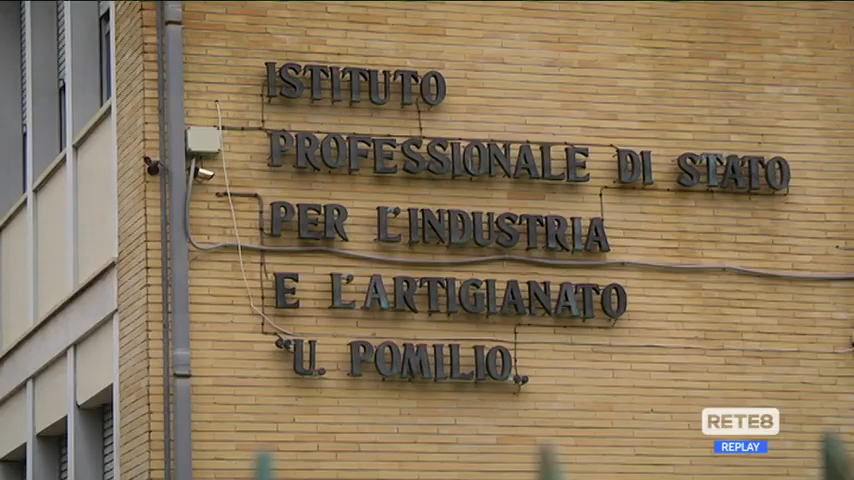 ISTITUTO
PROFESSIONALE DI STATO
PER L'INDUSTRIA
E L'ARTIGIANATO
"U. POMILIO"
RETE8
REPLAY